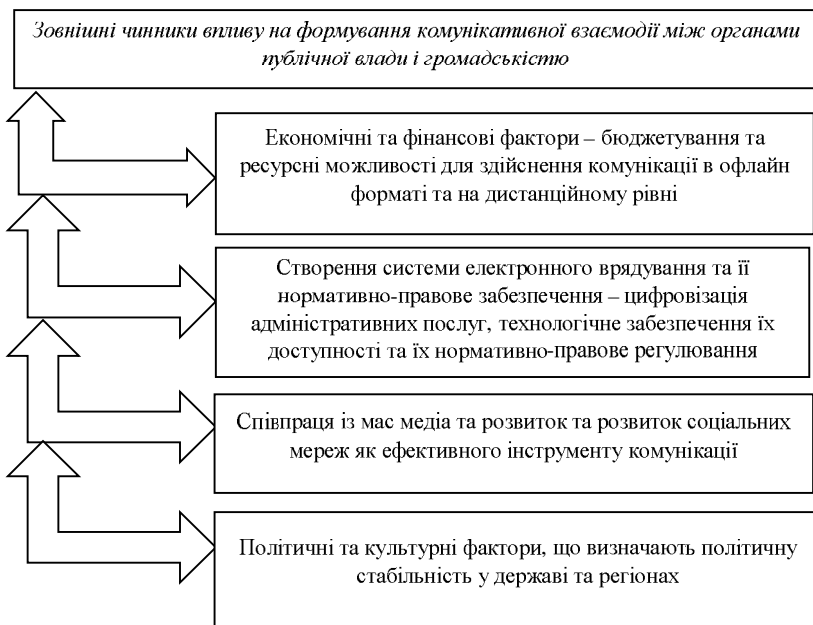 Зовнішні чинники впливу на формування комунікативної взаємодії між органами
публічної влади і громадськістю
Економічні та фінансові фактори – бюджетування та
ресурсні можливості для здійснення комунікації в офлайн
форматі та на дистанційному рівні
Створення системи електронного врядування та її
нормативно-правове забезпечення – цифровізація
адміністративних послуг, технологічне забезпечення їх
доступності та їх нормативно-правове регулювання
Співпраця із мас медіа та розвиток та розвиток соціальних
мереж як ефективного інструменту комунікації
Політичні та культурні фактори, що визначають політичну
стабільність у державі та регіонах